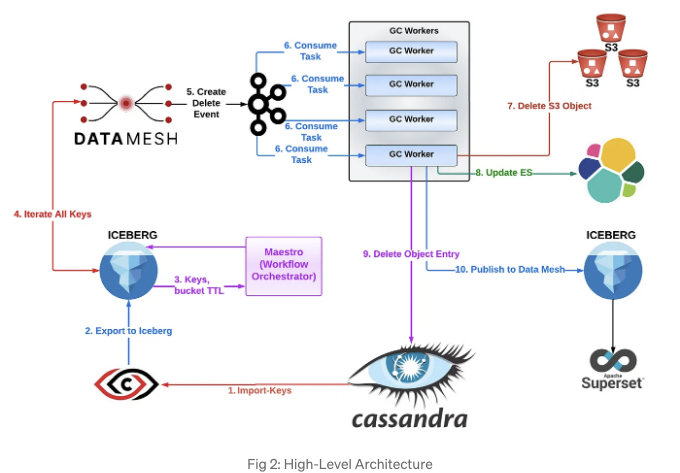 GC Workers
GC Worker
GC Worker
GC Worker
GC Worker
6. Consume
Task
6. Consume
Task
6. Consume
Task
6. Consume
Task
5. Create
Delete
Event
DATAMESH
S3
S3
S3
7. Delete S3 Object
8. Update ES
4. Iterate All Keys
ICEBERG
Maestro
(Workflow
Orchestrator)
3. Keys,
bucket TTL
9. Delete Object Entry
10. Publish to Data Mesh
ICEBERG
2. Export to Iceberg
C
1. Import-Keys
cassandra
Apache
Superset
Fig 2: High-Level Architecture